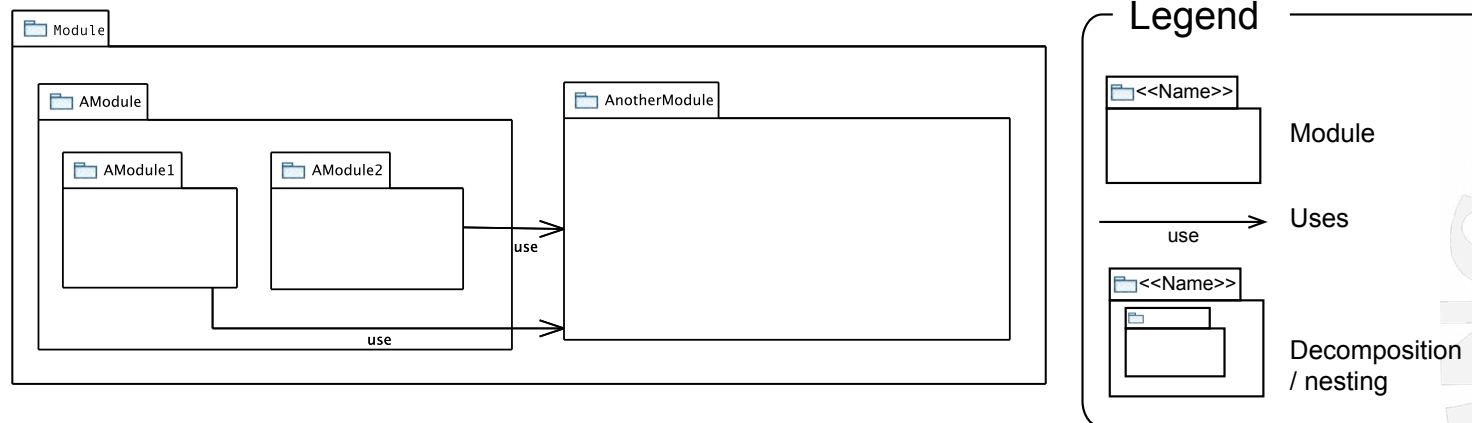 Module
AModule
AModule1
AModule2
use
use
AnotherModule
Legend
<<Name>>
Module
use
Uses
<<Name>>
Decomposition
/ nesting